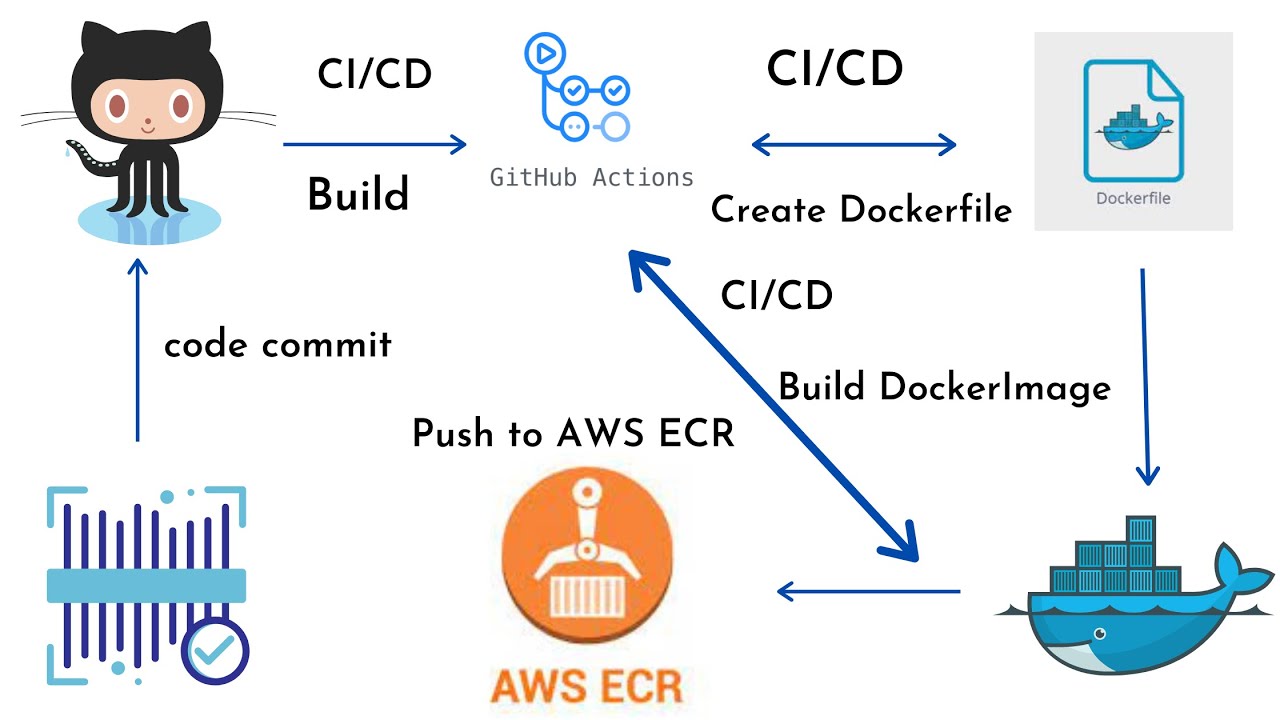 CI/CD
Build
GitHub Actions
CI/CD
Create Dockerfile
Dockerfile
CI/CD
code commit
Build DockerImage
Push to AWS ECR
AWS ECR